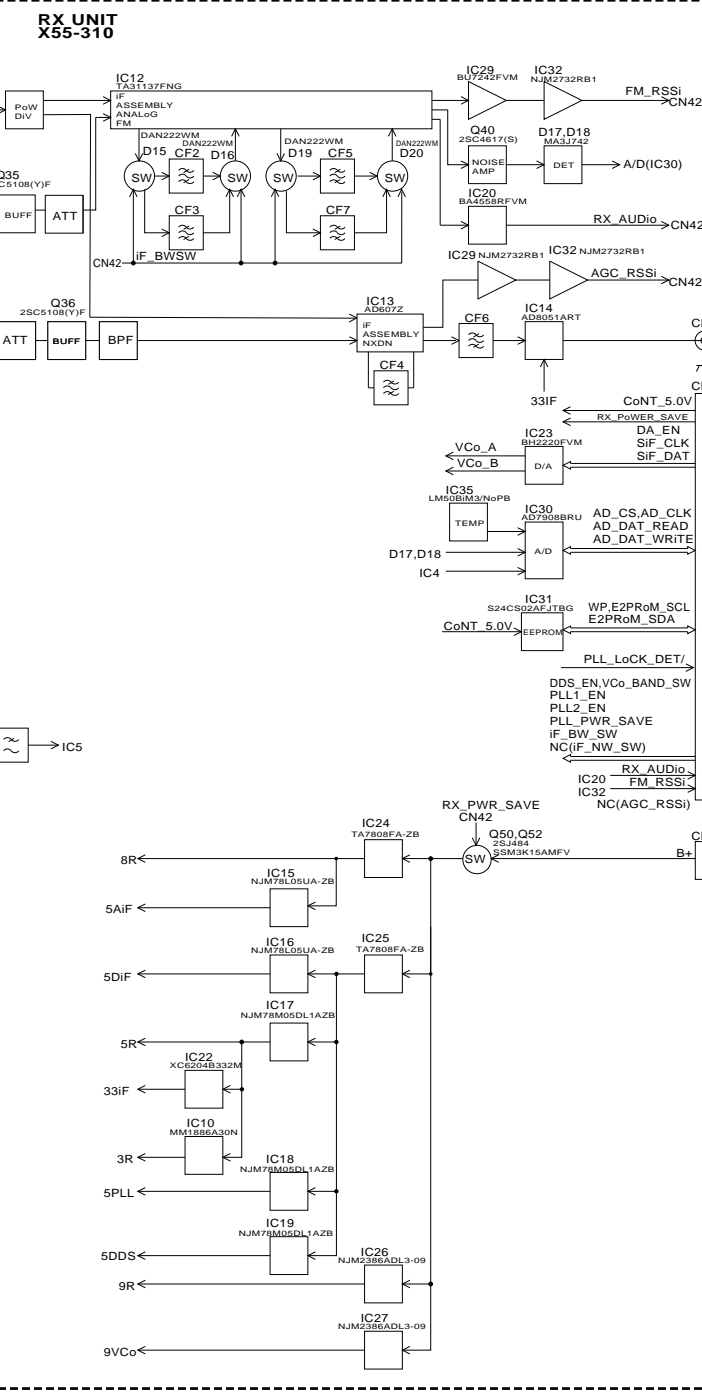 RX UNIT
X55-310
IC12
TA31137FNG
iF
ASSEMBLY
ANALoG
FM
PoW
DiV
IC29
BU7242FVM
IC32
NJM2732RB1
FM_RSSi
CN42
Q40
2SC4617(S)
NOISE
AMP
D17,D18
MA3J742
DET
A/D(IC30)
DAN222WM
D15
CF2
DAN222WM
D16
DAN222WM
D19
CF5
DAN222WM
D20
SW
SW
SW
SW
CF3
CF7
Q35
C5108(Y)F
BUFF
ATT
IC20
BA4558RFVM
RX_AUDio
CN42
CN42
iF_BWSW
IC29 NJM2732RB1
IC32 NJM2732RB1
AGC_RSSi
CN42
Q36
2SC5108(Y)F
ATT
BUFF
BPF
IC13
AD607Z
iF
ASSEMBLY
NXDN
CF4
CF6
IC14
AD8051ART
33IF
CoNT_5.0V
RX_PoWER_SAVE
DA_EN
SiF_CLK
SiF_DAT
IC23
BH2220FVM
D/A
VCo_A
VCo_B
IC35
LM50BiM3/NoPB
TEMP
IC30
AD7908BRU
A/D
AD_CS,AD_CLK
AD_DAT_READ
AD_DAT_WRiTE
D17,D18
IC4
IC31
S24CS02AFJTBG
EEPROM
CoNT_5.0V
WP,E2PRoM_SCL
E2PRoM_SDA
PLL_LoCK_DET/
DDS_EN,VCo_BAND_SW
PLL1_EN
PLL2_EN
PLL_PWR_SAVE
iF_BW_SW
NC(iF_NW_SW)
IC5
RX_AUDio
IC20
FM_RSSi
IC32
NC(AGC_RSSi)
RX_PWR_SAVE
CN42
Q50,Q52
2SJ484
SSM3K15AMFV
SW
B+
IC24
TA7808FA-ZB
8R
IC15
NJM78L05UA-ZB
5AiF
IC16
NJM78L05UA-ZB
IC25
TA7808FA-ZB
5DiF
IC17
NJM78M05DL1AZB
5R
IC22
XC6204B332M
33iF
IC10
MM1886A30N
3R
IC18
NJM78M05DL1AZB
5PLL
IC19
NJM78M05DL1AZB
5DDS
IC26
NJM2386ADL3-09
9R
IC27
NJM2386ADL3-09
9VCo